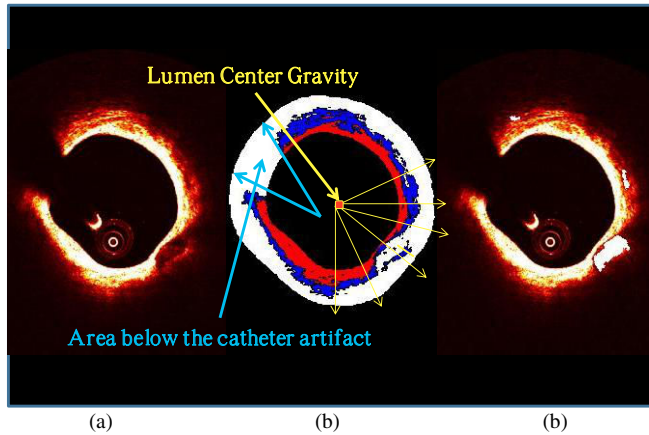 Lumen Center Gravity
Area below the catheter artifact
(a)
(b)
(b)